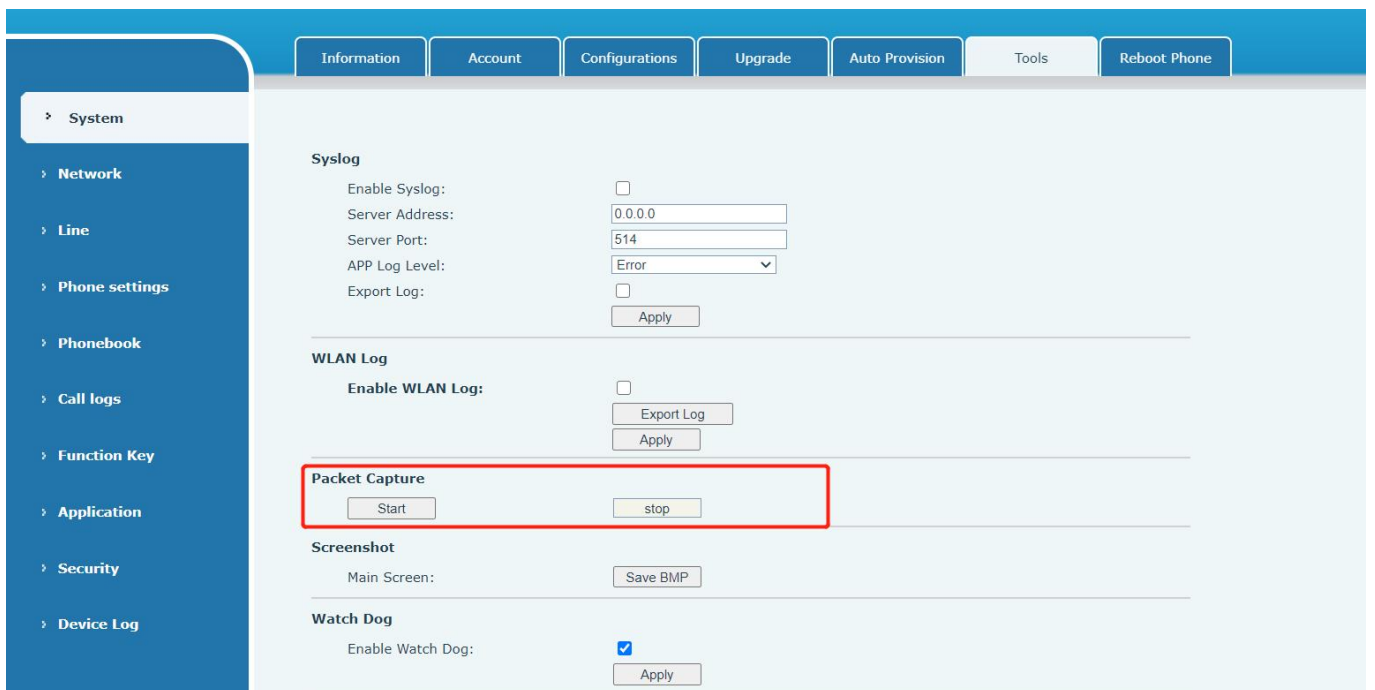 Information Account Configurations Upgrade Auto Provision Tools Reboot Phone
System
Network
Line
Phone settings
Phonebook
Call logs
Function Key
Application
Security
Device Log
Syslog
Enable Syslog:
Server Address: 0.0.0.0
Server Port: 514
APP Log Level: Error
Export Log:
Apply
WLAN Log
Enable WLAN Log:
Export Log
Apply
Packet Capture
Start stop
Screenshot
Main Screen: Save BMP
Watch Dog
Enable Watch Dog:
Apply